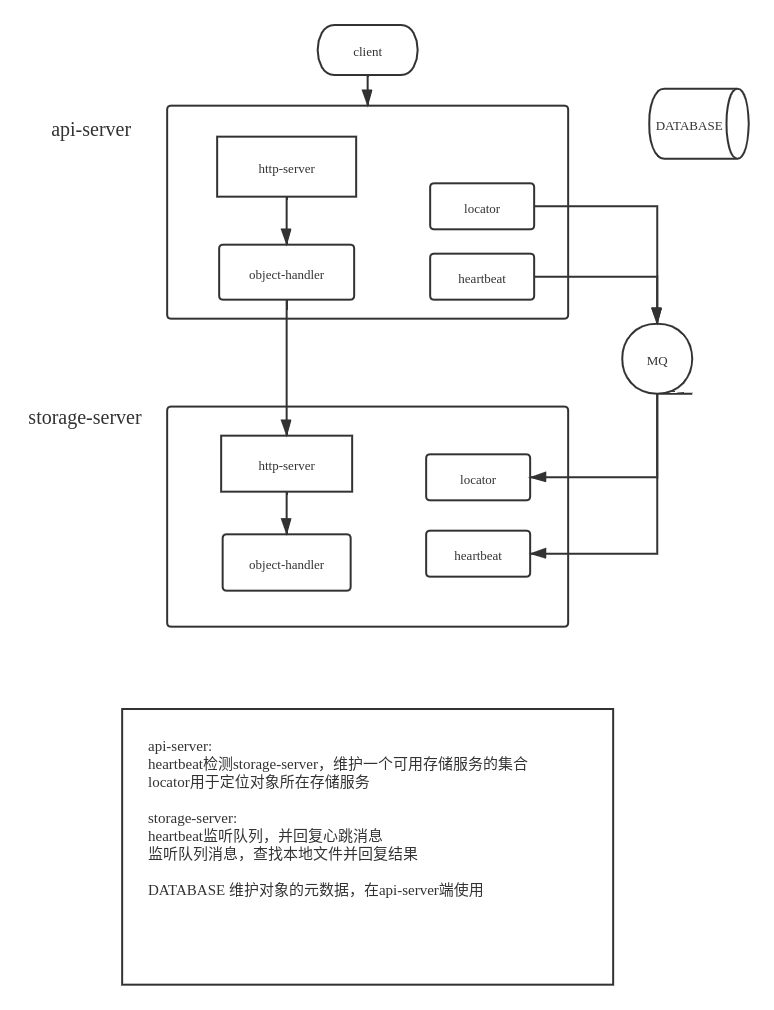 client
api-server
DATABASE
http-server
locator
object-handler
heartbeat
MQ
storage-server
http-server
locator
heartbeat
object-handler
api-server:
heartbeat检测storage-server，维护一个可用存储服务的集合
locator用于定位对象所在存储服务
storage-server:
heartbeat监听队列，并回复心跳消息
监听队列消息，查找本地文件并回复结果
DATABASE 维护对象的元数据，在api-server端使用